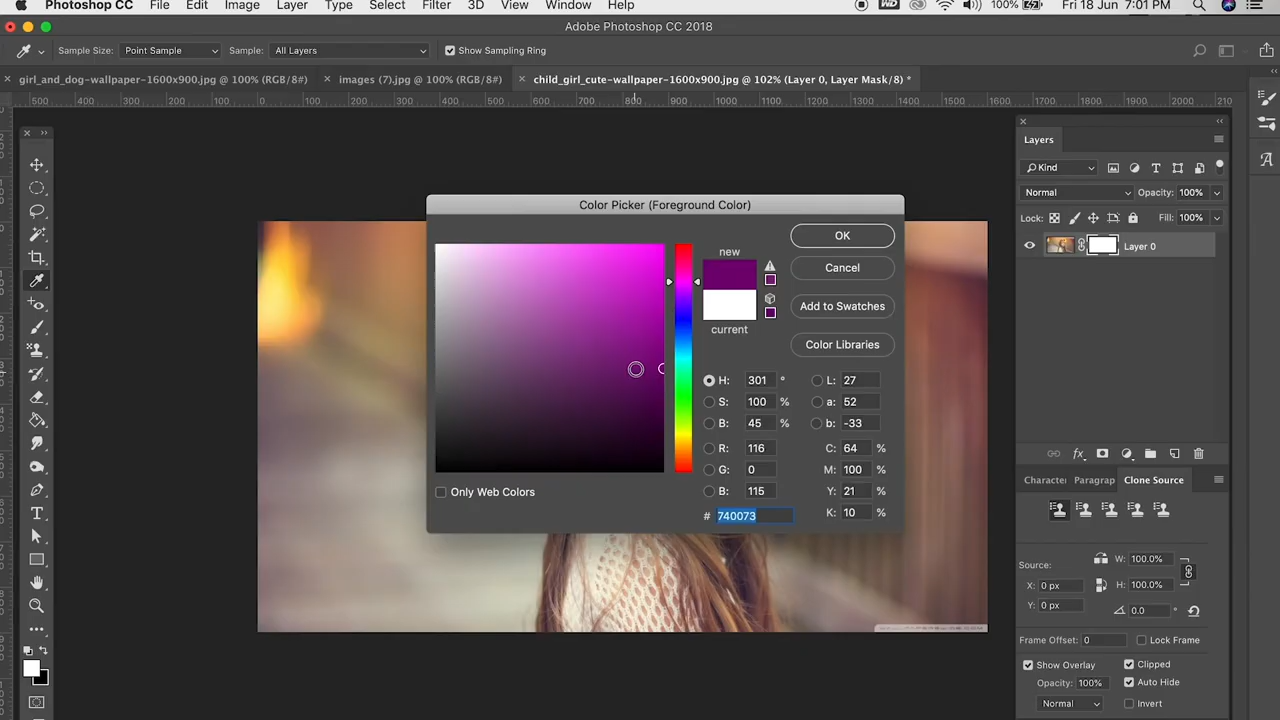 Photoshop CC File Edit Image Layer Type Select Filter 3D View Window Help 100% Fri 18 Jun 7:01 PM
Adobe Photoshop CC 2018
Sample Size: Point Sample Sample: All Layers Show Sampling Ring
girl_and_dog-wallpaper-1600x900.jpg @ 100% (RGB/8#) images (7).jpg @ 100% (RGB/8#) child_girl_cute-wallpaper-1600x900.jpg @ 102% (Layer 0, Layer Mask/8) *
500 400 300 200 100 0 100 200 300 400 500 600 700 800 900 1000 1100 1200 1300 1400 1500 1600 1700 1800 1900 2000 210
Layers
Kind
Normal Opacity: 100%
Lock: Fill: 100%
Layer 0
Color Picker (Foreground Color)
new
current
OK
Cancel
Add to Swatches
Color Libraries
H: 301 ° L: 27
S: 100 % a: 52
B: 45 % b: -33
R: 116 C: 64 %
G: 0 M: 100 %
B: 115 Y: 21 %
# 740073 K: 10 %
Only Web Colors
Character Paragrap Clone Source
Source: W: 100.0%
X: 0 px H: 100.0%
Y: 0 px 0.0 °
Frame Offset: 0 Lock Frame
Show Overlay Clipped
Opacity: 100% Auto Hide
Normal Invert